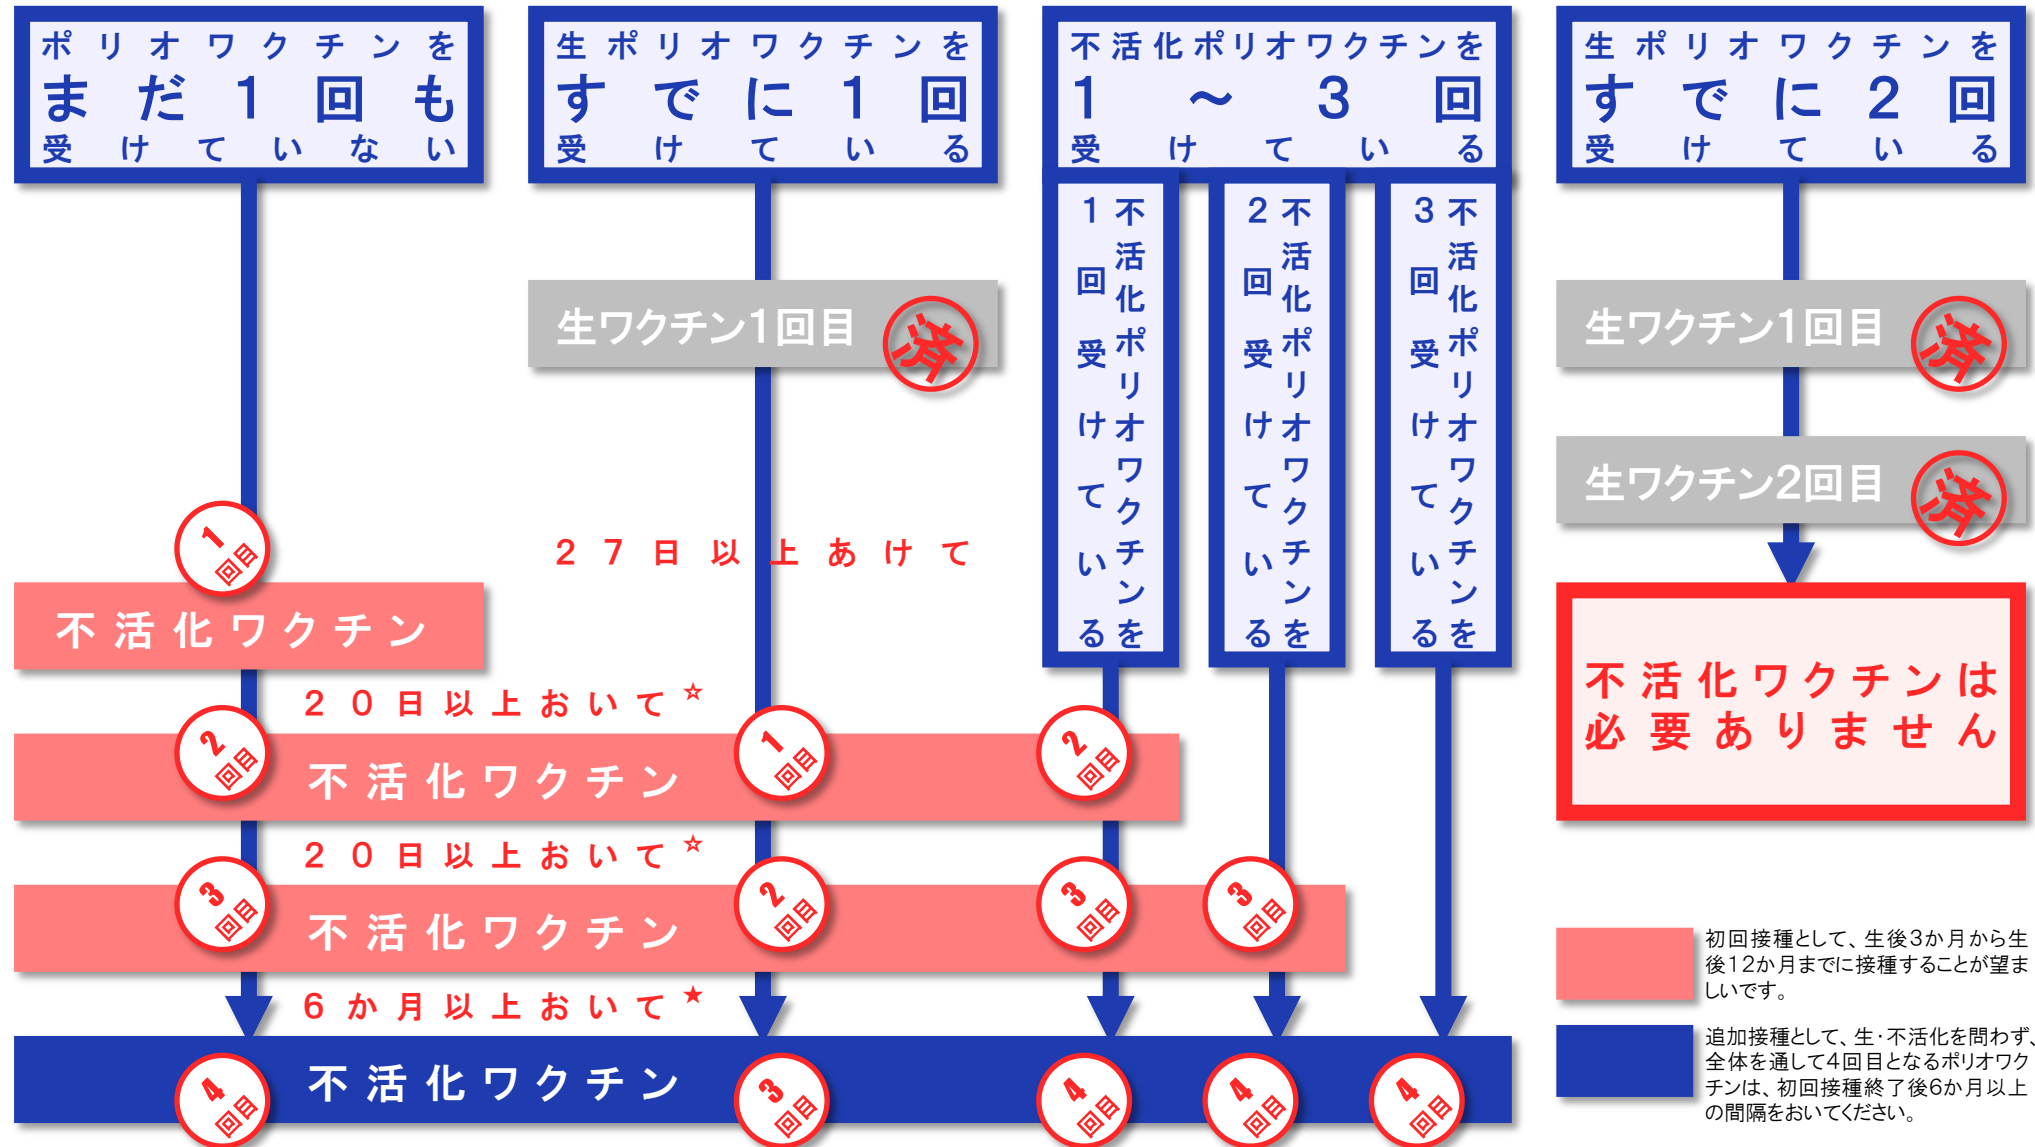 ポリオワクチンを
まだ1回も
受けていない
生ポリオワクチンを
すでに1回
受けている
不活化ポリオワクチンを
1～3回
受けている
生ポリオワクチンを
すでに2回
受けている
不活化ポリオワクチンを
1回受けている
不活化ポリオワクチンを
2回受けている
不活化ポリオワクチンを
3回受けている
生ワクチン1回目
済
生ワクチン1回目
済
生ワクチン2回目
済
1回目
27日以上あけて
不活化ワクチン
不活化ワクチンは
必要ありません
20日以上おいて☆
2回目
1回目
2回目
不活化ワクチン
20日以上おいて☆
3回目
2回目
3回目
3回目
不活化ワクチン
6か月以上おいて★
不活化ワクチン
4回目
3回目
4回目
4回目
4回目
初回接種として、生後3か月から生
後12か月までに接種することが望ま
しいです。
追加接種として、生・不活化を問わず、
全体を通して4回目となるポリオワク
チンは、初回接種終了後6か月以上
の間隔をおいてください。